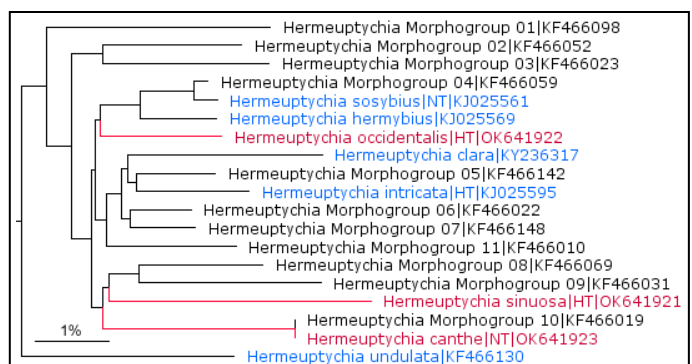 Hermeuptychia Morphogroup 01|KF466098
Hermeuptychia Morphogroup 02|KF466052
Hermeuptychia Morphogroup 03|KF466023
Hermeuptychia Morphogroup 04|KF466059
Hermeuptychia sosybius|NT|KJ025561
Hermeuptychia hermybius|KJ025569
Hermeuptychia occidentalis|HT|OK641922
Hermeuptychia clara|KY236317
Hermeuptychia Morphogroup 05|KF466142
Hermeuptychia intricata|HT|KJ025595
Hermeuptychia Morphogroup 06|KF466022
Hermeuptychia Morphogroup 07|KF466148
Hermeuptychia Morphogroup 11|KF466010
Hermeuptychia Morphogroup 08|KF466069
Hermeuptychia Morphogroup 09|KF466031
Hermeuptychia sinuosa|HT|OK641921
Hermeuptychia Morphogroup 10|KF466019
1%
Hermeuptychia canthe|NT|OK641923
Hermeuptychia undulata|KF466130